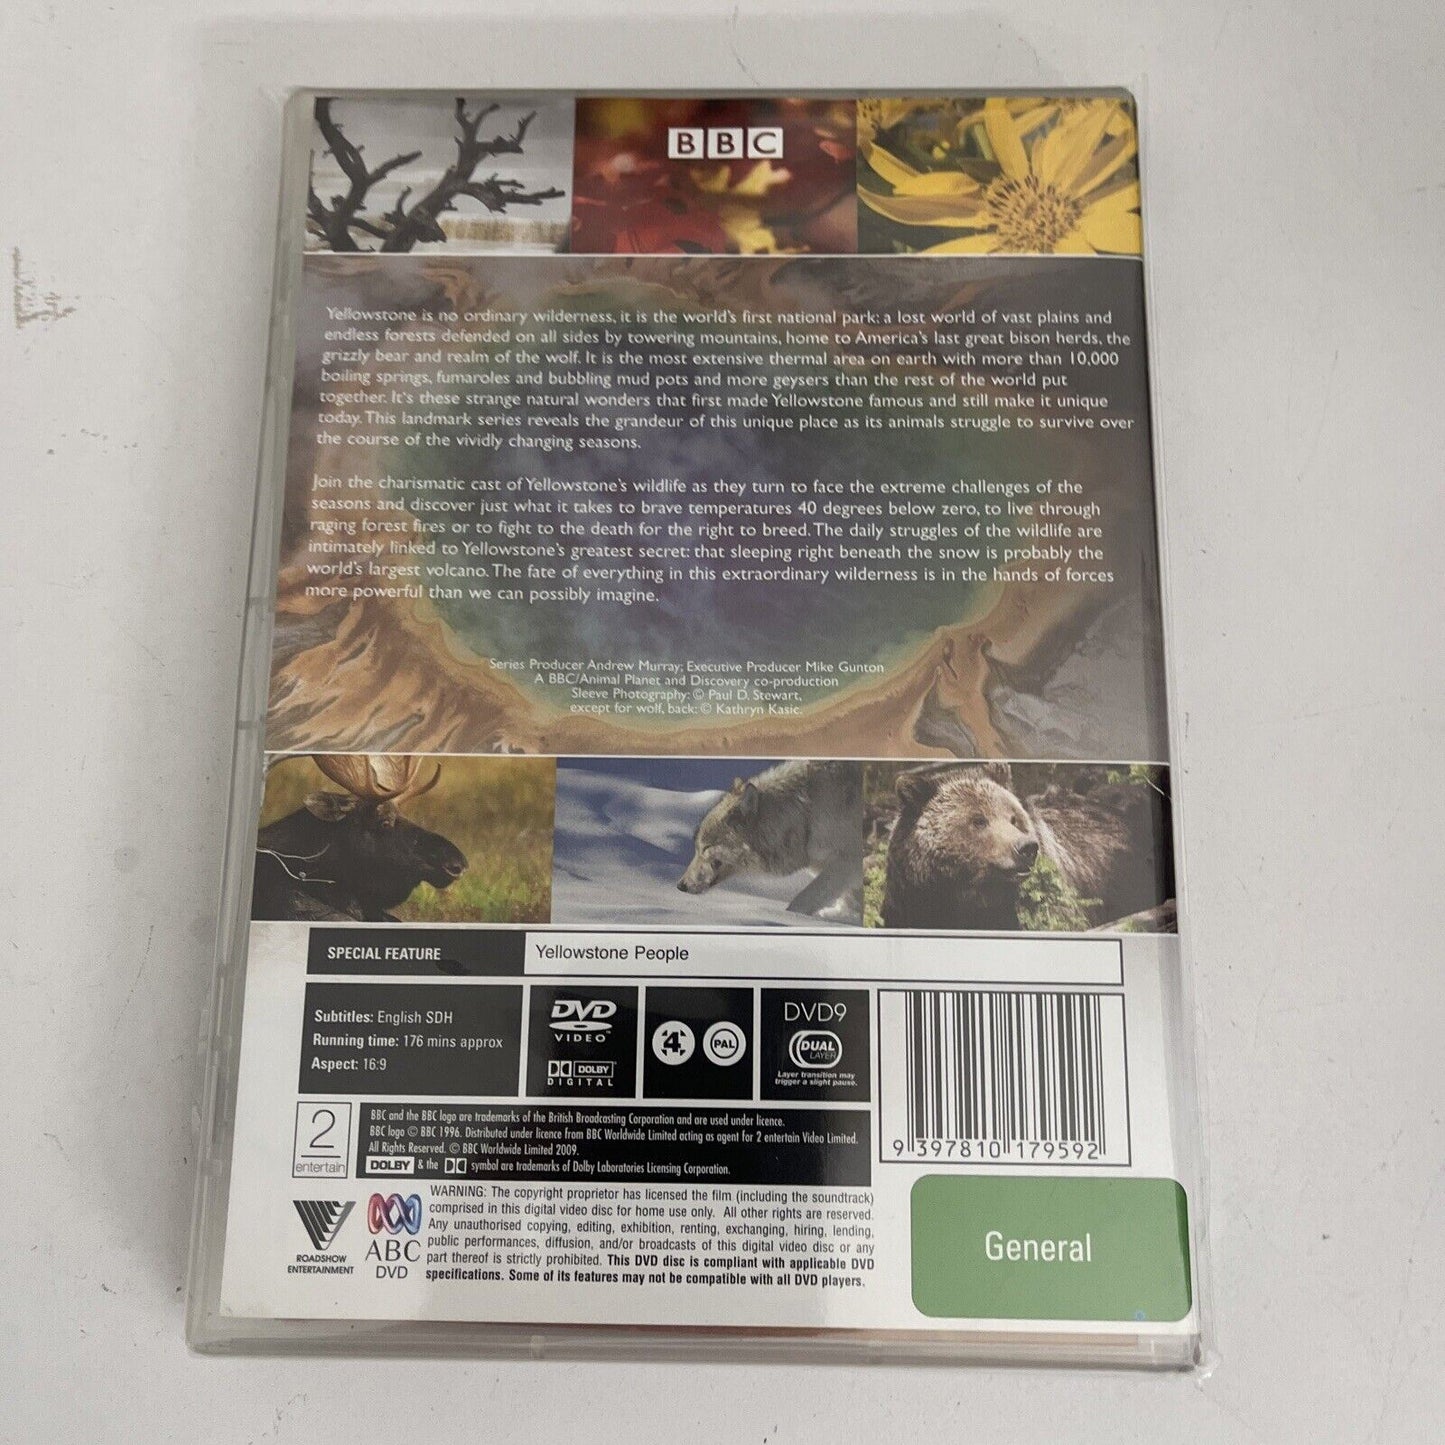 BBC
Yellowstone is no ordinary wilderness, it is the world's first national park: a lost world of vast plains and
endless forests defended on all sides by towering mountains, home to America's last great bison herds, the
grizzly bear and realm of the wolf. It is the most extensive thermal area on earth with more than 10,000
boiling springs, fumaroles and bubbling mud pots and more geysers than the rest of the world put
together. It's these strange natural wonders that first made Yellowstone famous and still make it unique
today. This landmark series reveals the grandeur of this unique place as its animals struggle to survive over
the course of the vividly changing seasons.
Join the charismatic cast of Yellowstone's wildlife as they turn to face the extreme challenges of the
seasons and discover just what it takes to brave temperatures 40 degrees below zero, to live through
raging forest fires or to fight to the death for the right to breed. The daily struggles of the wildlife are
intimately linked to Yellowstone's greatest secret: that sleeping right beneath the snow is probably the
world's largest volcano. The fate of everything in this extraordinary wilderness is in the hands of forces
more powerful than we can possibly imagine.
Series Producer Andrew Murray; Executive Producer Mike Gunton
A BBC/Animal Planet and Discovery co-production
Sleeve Photography: © Paul D. Stewart,
except for wolf, back: © Kathryn Kasic.
SPECIAL FEATURE
Yellowstone People
Subtitles: English SDH
Running time: 176 mins approx
Aspect: 16:9
DVD
VIDEO™
DOLBY
DIGITAL
4
PAL
DVD9
DUAL
LAYER
Layer transition may
trigger a slight pause.
9 397810 179592
2
entertain
BBC and the BBC logo are trademarks of the British Broadcasting Corporation and are used under licence.
BBC logo © BBC 1996. Distributed under licence from BBC Worldwide Limited acting as agent for 2 entertain Video Limited.
All Rights Reserved. © BBC Worldwide Limited 2009.
DOLBY & the symbol are trademarks of Dolby Laboratories Licensing Corporation.
ROADSHOW
ENTERTAINMENT
ABC
DVD
WARNING: The copyright proprietor has licensed the film (including the soundtrack)
comprised in this digital video disc for home use only. All other rights are reserved.
Any unauthorised copying, editing, exhibition, renting, exchanging, hiring, lending,
public performances, diffusion, and/or broadcasts of this digital video disc or any
part thereof is strictly prohibited. This DVD disc is compliant with applicable DVD
specifications. Some of its features may not be compatible with all DVD players.
General